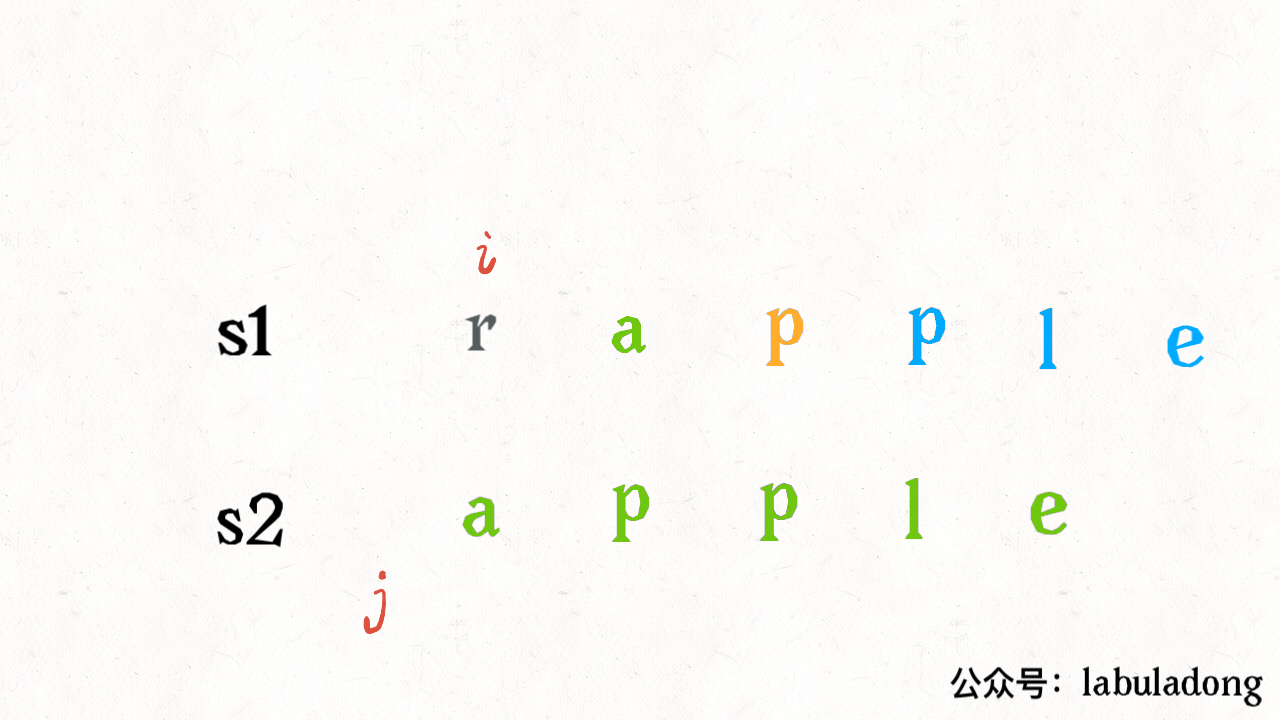 i
s1 r a p p l e
s2 a p p l e
j
公众号：labuladong